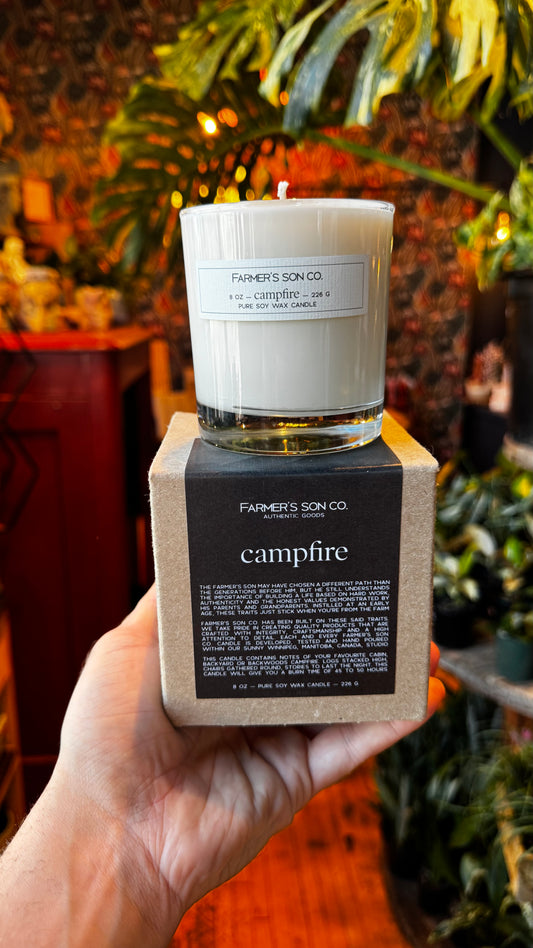 FARMER'S SON CO.
8 OZ — campfire — 226 G
PURE SOY WAX CANDLE
FARMER'S SON CO.
AUTHENTIC GOODS
campfire
THE FARMER'S SON MAY HAVE CHOSEN A DIFFERENT PATH THAN
THE GENERATIONS BEFORE HIM, BUT HE STILL UNDERSTANDS
THE IMPORTANCE OF BUILDING A LIFE BASED ON HARD WORK,
AUTHENTICITY AND THE HONEST VALUES DEMONSTRATED BY
HIS PARENTS AND GRANDPARENTS. INSTILLED AT AN EARLY
AGE, THESE TRAITS JUST STICK WHEN YOU'RE FROM THE FARM
FARMER'S SON CO HAS BEEN BUILT ON THESE SAID TRAITS.
WE TAKE PRIDE IN CREATING QUALITY PRODUCTS THAT ARE
CRAFTED WITH INTEGRITY, CRAFTSMANSHIP AND A HIGH
ATTENTION TO DETAIL. EACH AND EVERY FARMER'S SON
CO CANDLE IS DEVELOPED, TESTED AND HAND POURED
WITHIN OUR SUNNY WINNIPEG, MANITOBA, CANADA, STUDIO
THIS CANDLE CONTAINS NOTES OF YOUR FAVOURITE CABIN,
BACKYARD OR BACKWOODS CAMPFIRE LOGS STACKED HIGH,
CHAIRS GATHERED ROUND, STORIES TO LAST THE NIGHT. THIS
CANDLE WILL GIVE YOU A BURN TIME OF 45 TO 50 HOURS
8 OZ — PURE SOY WAX CANDLE — 226 G